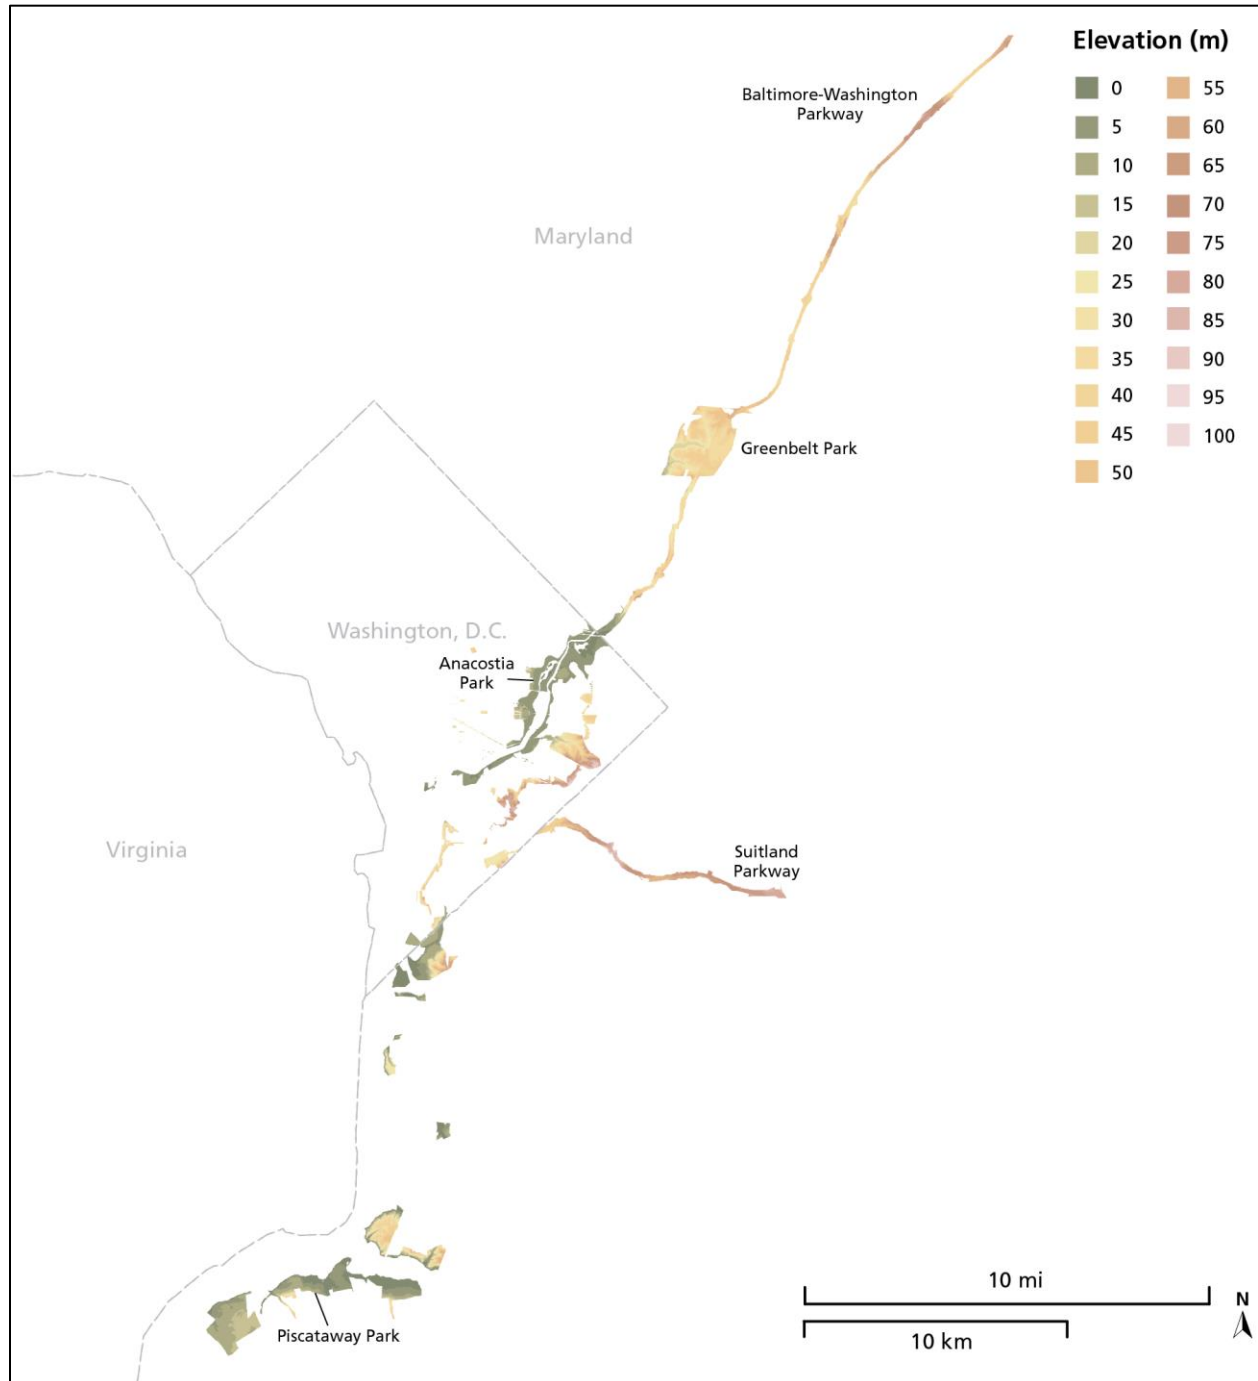 Elevation (m)
0
5
10
15
20
25
30
35
40
45
50
55
60
65
70
75
80
85
90
95
100
Baltimore-Washington
Parkway
Maryland
Greenbelt Park
Washington, D.C.
Anacostia
Park
Virginia
Suitland
Parkway
Piscataway Park
10 mi
10 km
N